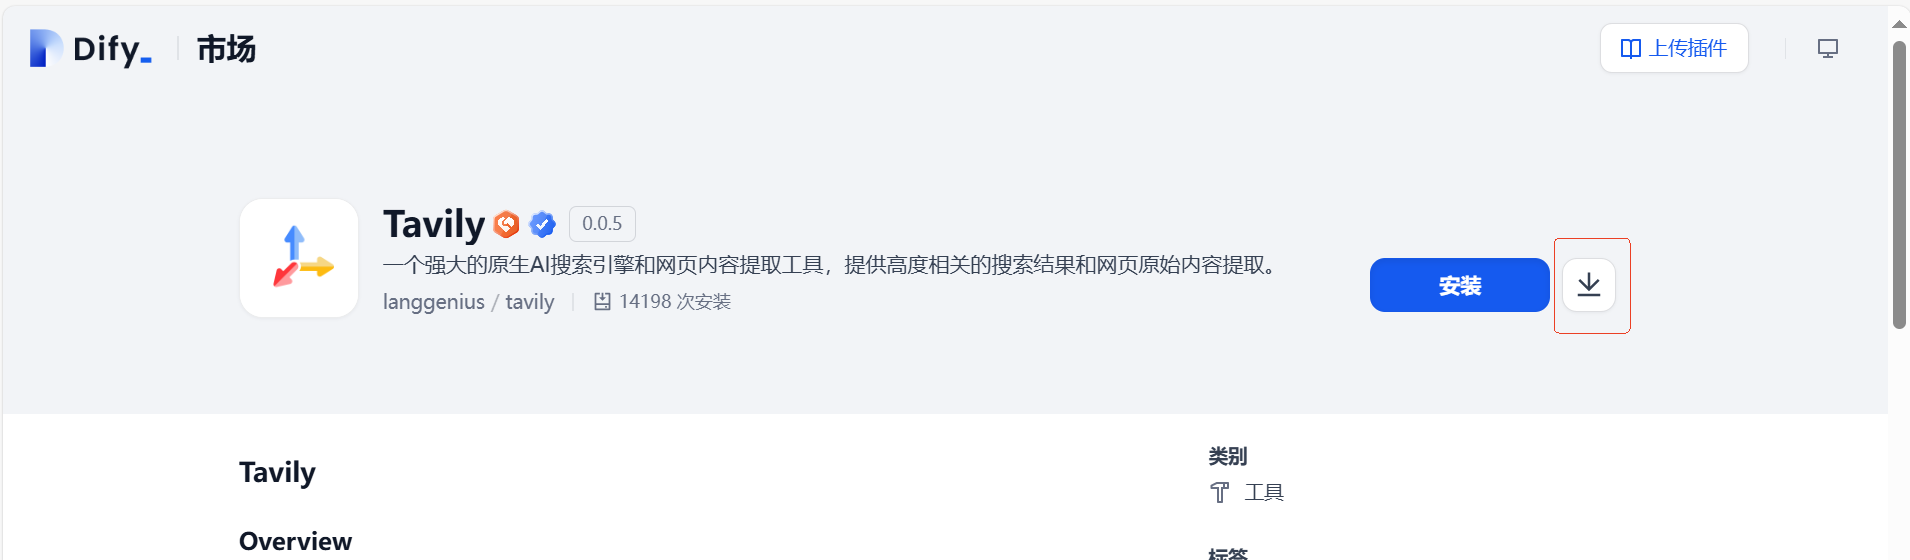 Dify_ 市场
上传插件
Tavily 0.0.5
一个强大的原生AI搜索引擎和网页内容提取工具，提供高度相关的搜索结果和网页原始内容提取。
langgenius / tavily 14198 次安装
安装
Tavily
Overview
类别
工具
标签